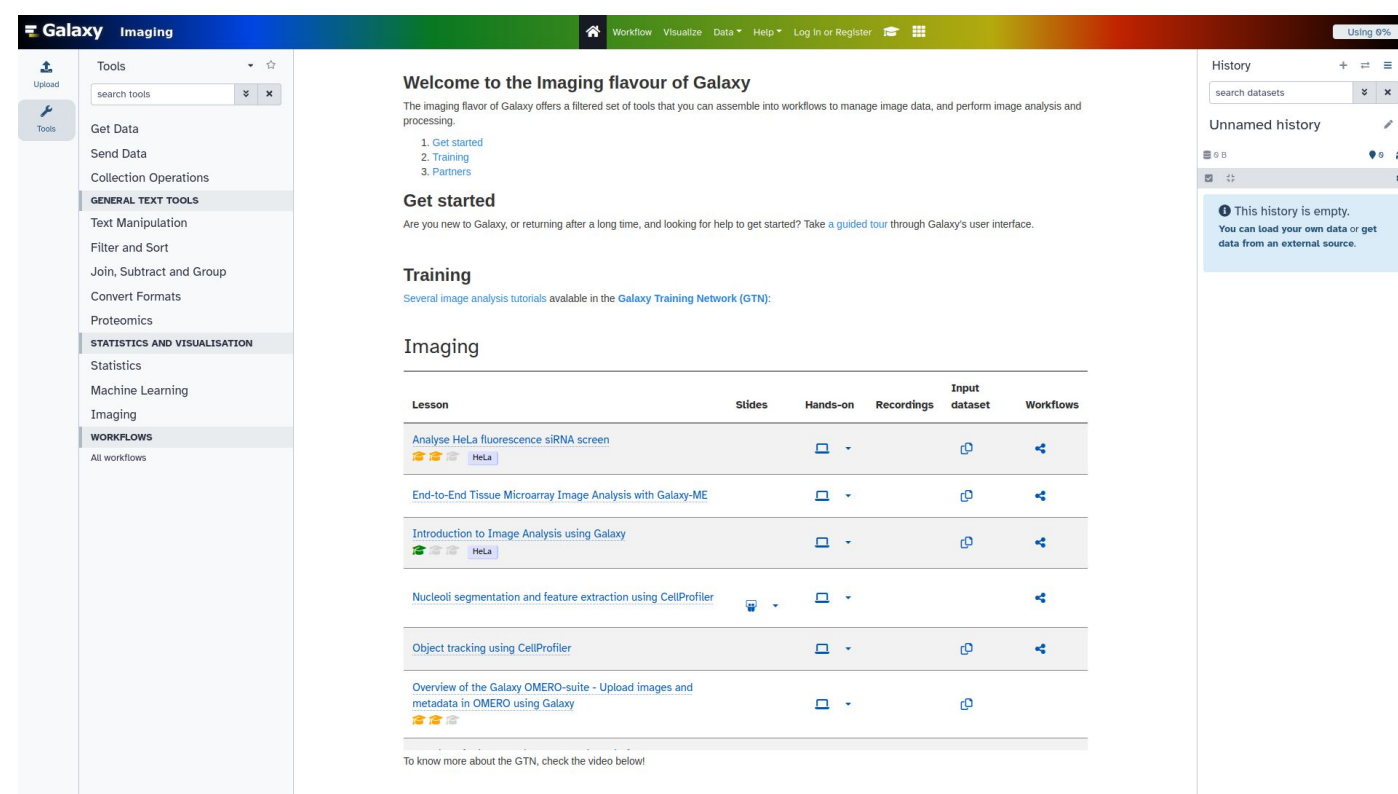 Galaxy Imaging
Workflow Visualize Data Help Log in or Register
Using 0%
Upload
Tools
Tools
search tools
Get Data
Send Data
Collection Operations
GENERAL TEXT TOOLS
Text Manipulation
Filter and Sort
Join, Subtract and Group
Convert Formats
Proteomics
STATISTICS AND VISUALISATION
Statistics
Machine Learning
Imaging
WORKFLOWS
All workflows
Welcome to the Imaging flavour of Galaxy
The imaging flavor of Galaxy offers a filtered set of tools that you can assemble into workflows to manage image data, and perform image analysis and
processing.
1. Get started
2. Training
3. Partners
Get started
Are you new to Galaxy, or returning after a long time, and looking for help to get started? Take a guided tour through Galaxy's user interface.
Training
Several image analysis tutorials avalable in the Galaxy Training Network (GTN):
Imaging
Lesson Slides Hands-on Recordings Input dataset Workflows
Analyse HeLa fluorescence siRNA screen
HeLa
End-to-End Tissue Microarray Image Analysis with Galaxy-ME
Introduction to Image Analysis using Galaxy
HeLa
Nucleoli segmentation and feature extraction using CellProfiler
Object tracking using CellProfiler
Overview of the Galaxy OMERO-suite - Upload images and
metadata in OMERO using Galaxy
To know more about the GTN, check the video below!
History
search datasets
Unnamed history
0 B
0
This history is empty.
You can load your own data or get
data from an external source.